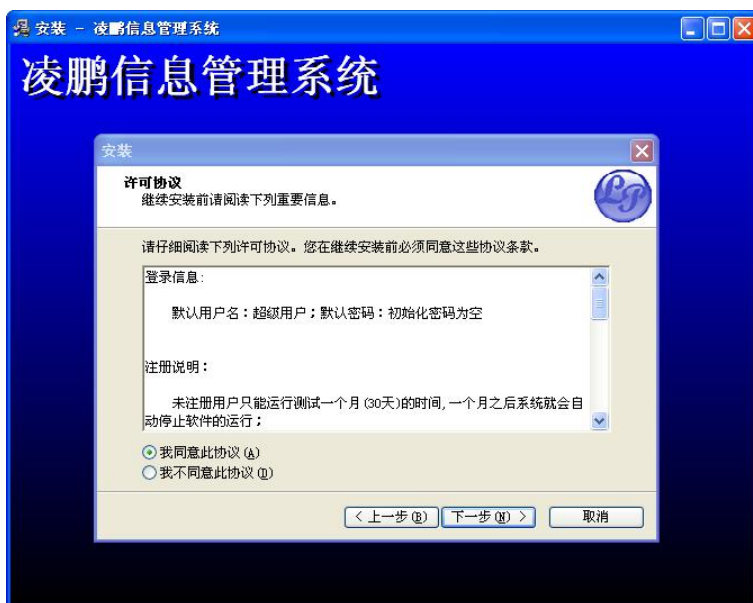 安装 - 凌鹏信息管理系统
凌鹏信息管理系统
安装
许可协议
继续安装前请阅读下列重要信息。
LP
请仔细阅读下列许可协议。您在继续安装前必须同意这些协议条款。
登录信息:
默认用户名：超级用户；默认密码：初始化密码为空
注册说明：
未注册用户只能运行测试一个月(30天)的时间,一个月之后系统就会自
动停止软件的运行；
我同意此协议(A)
我不同意此协议(D)
< 上一步(B)
下一步(N) >
取消